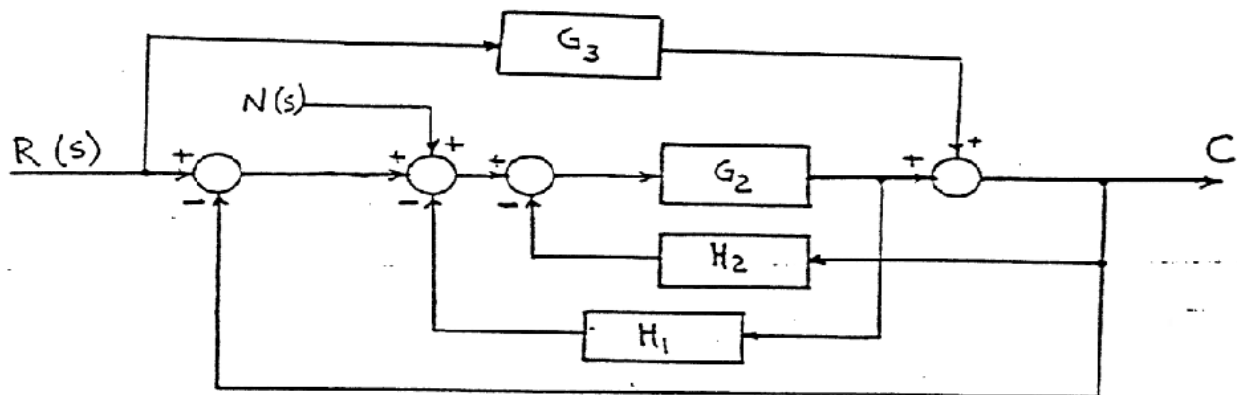 G3
N(s)
R (s)
+
+
+
+
+
+
C
-
-
-
G2
H2
H1